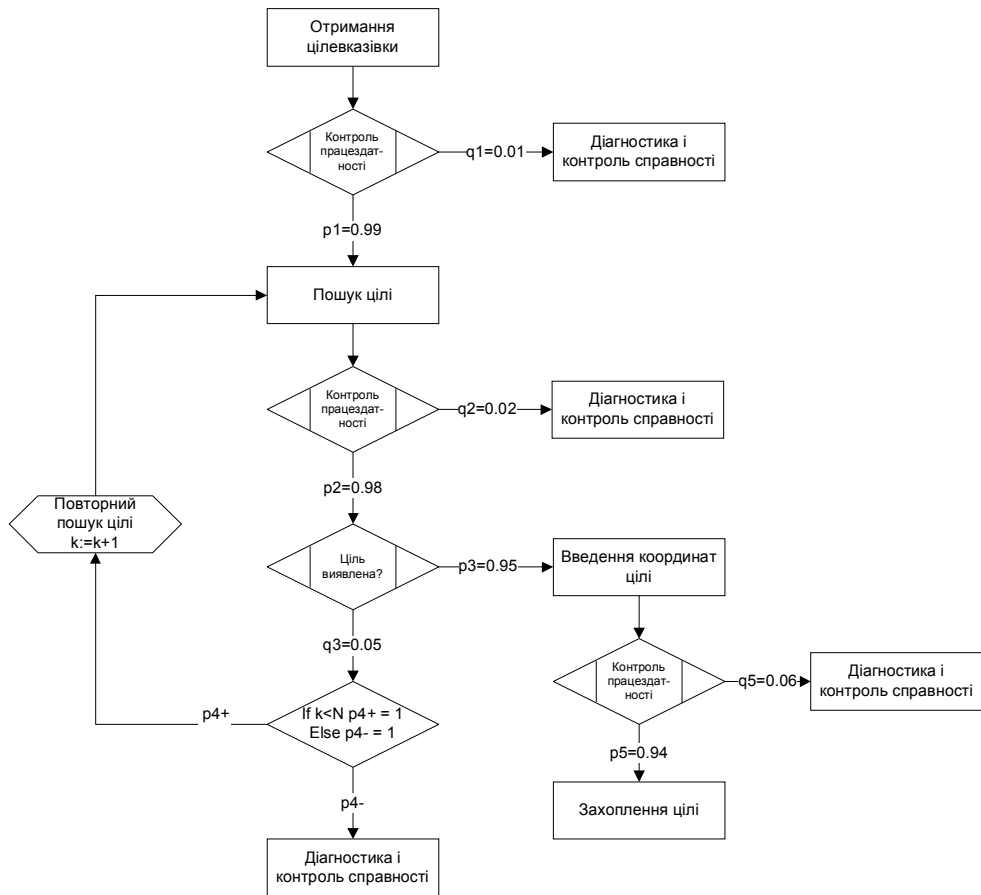 Отримання
цілевказівки
Контроль
працездат-
ності
q1=0.01
Діагностика і
контроль справності
p1=0.99
Пошук цілі
Контроль
працездат-
ності
q2=0.02
Діагностика і
контроль справності
p2=0.98
Повторний
пошук цілі
k:=k+1
Ціль
виявлена?
p3=0.95
Введення координат
цілі
q3=0.05
Контроль
працездат-
ності
q5=0.06
Діагностика і
контроль справності
p4+
If k<N p4+ = 1
Else p4- = 1
p5=0.94
p4-
Захоплення цілі
Діагностика і
контроль справності